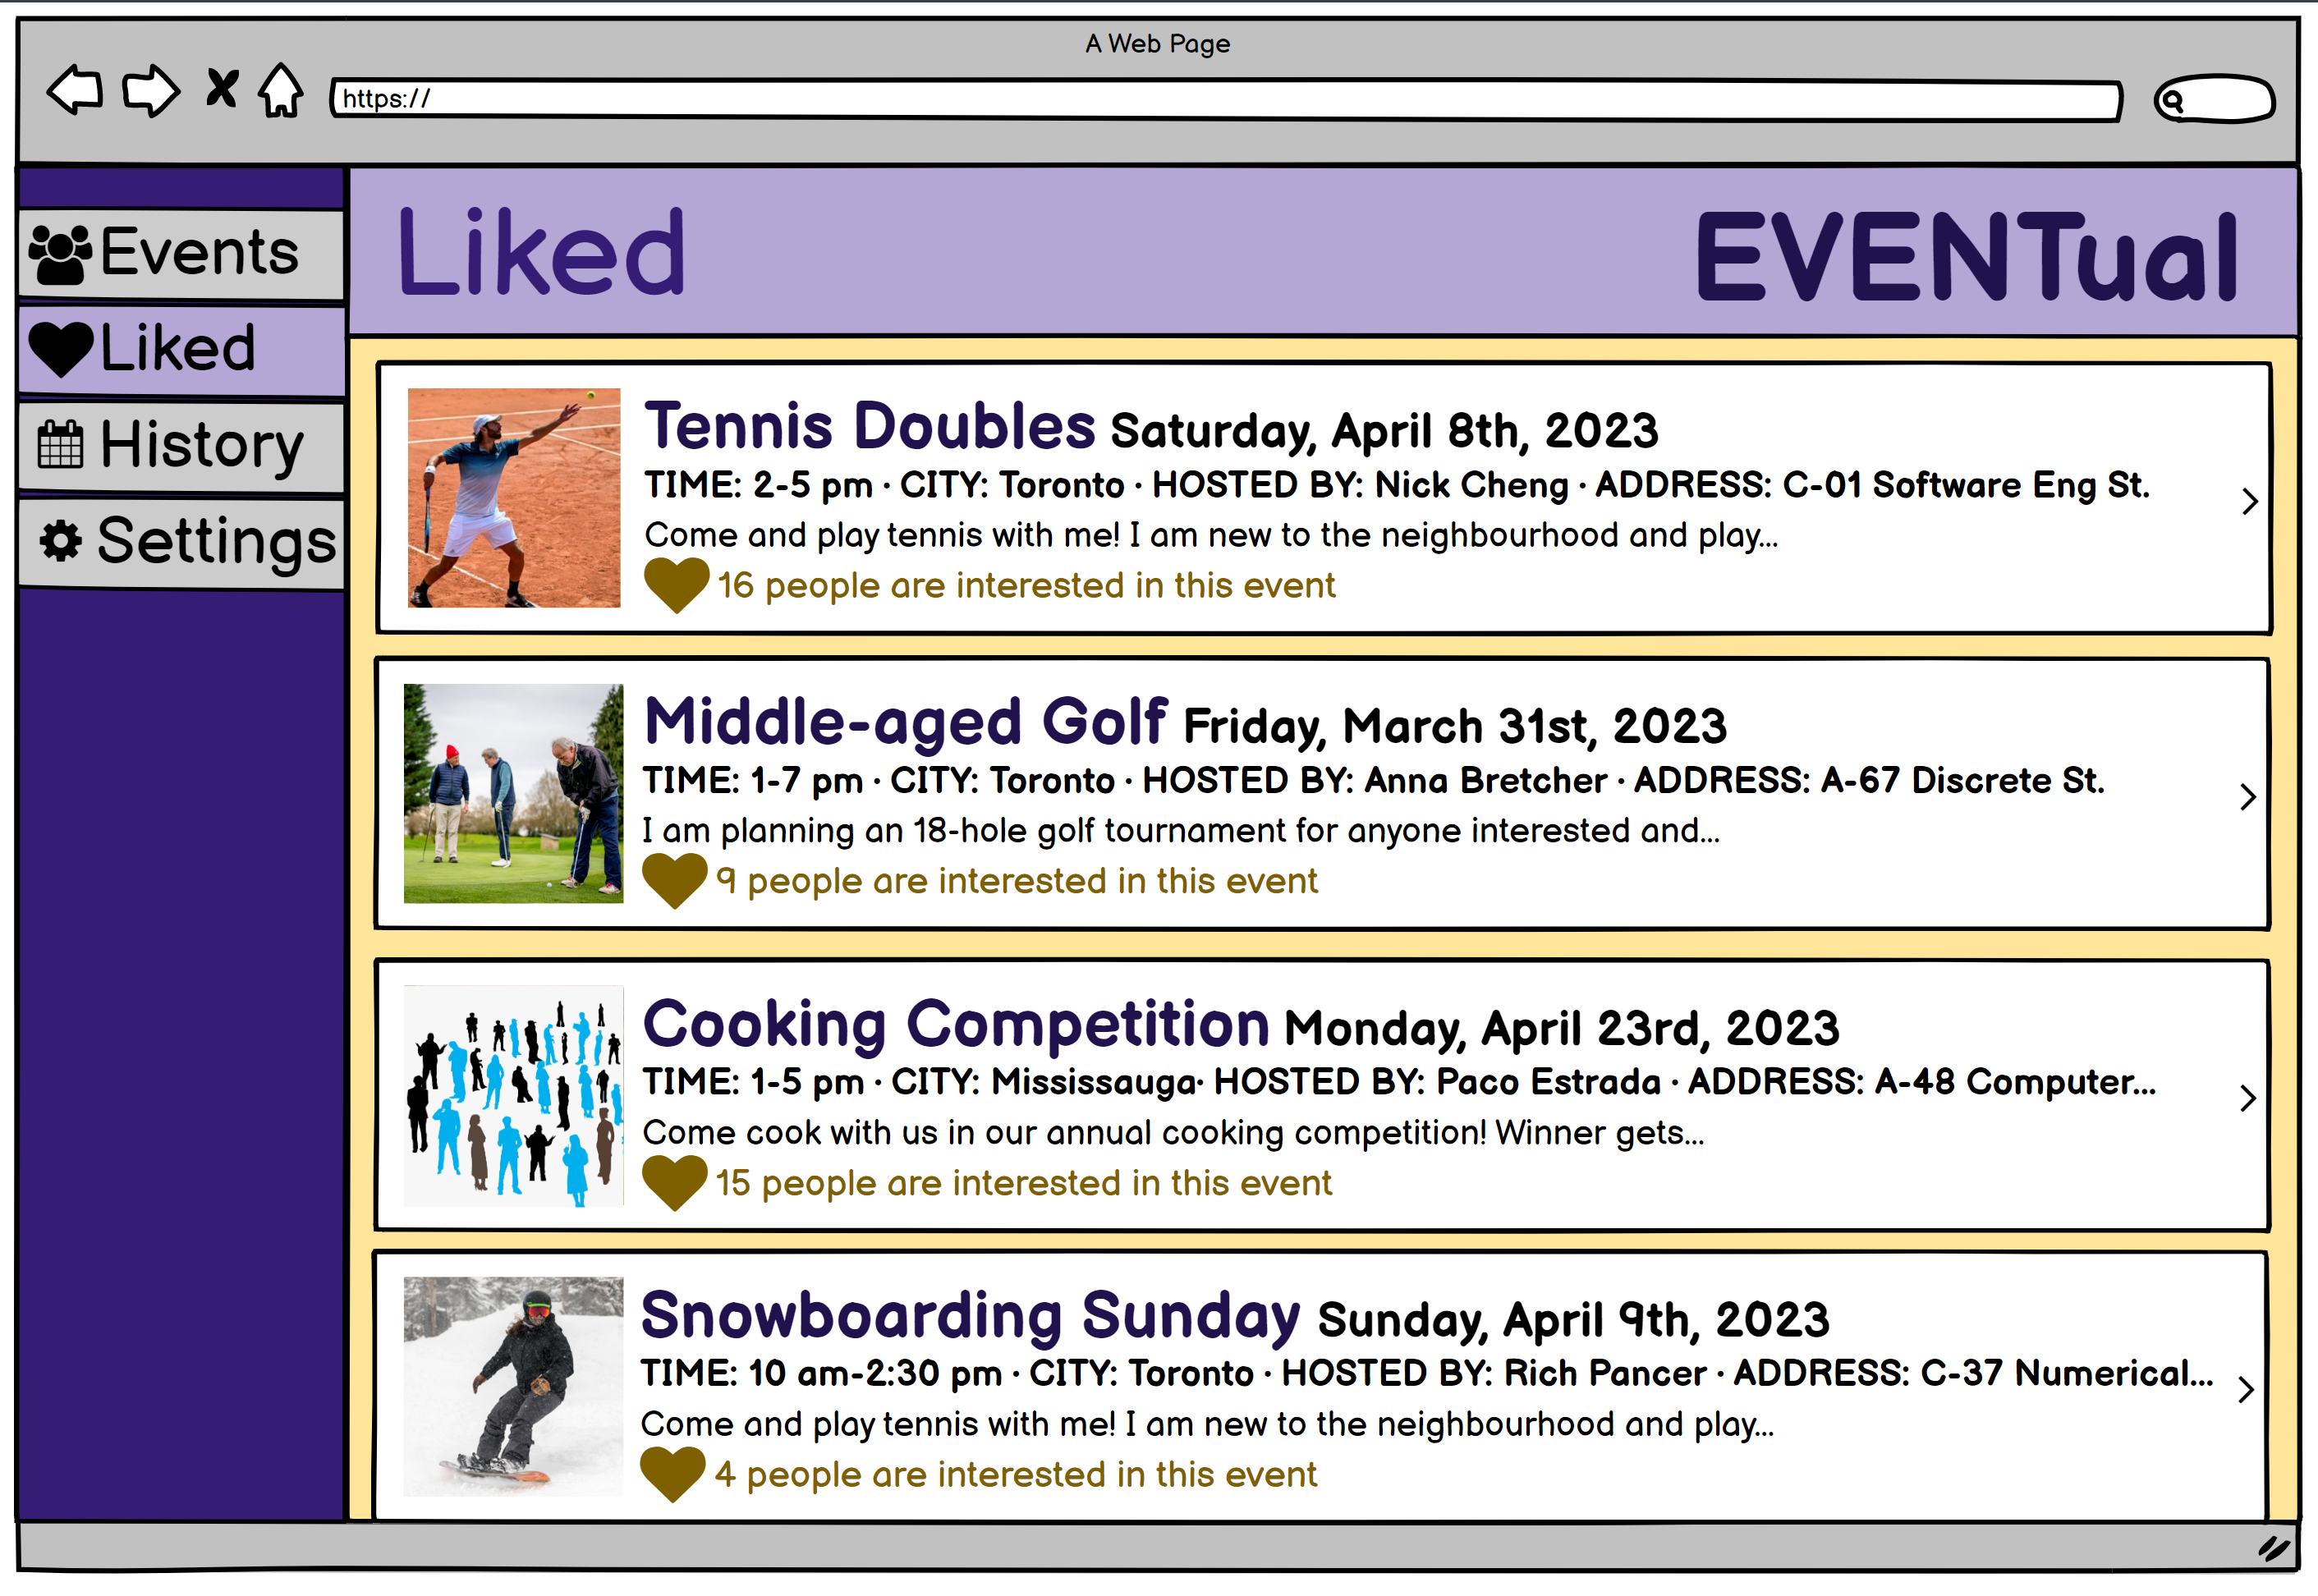 A Web Page
https://
Events
Liked
History
Settings
Liked
EVENTual
Tennis Doubles Saturday, April 8th, 2023
TIME: 2-5 pm · CITY: Toronto · HOSTED BY: Nick Cheng · ADDRESS: C-01 Software Eng St.
Come and play tennis with me! I am new to the neighbourhood and play...
16 people are interested in this event
Middle-aged Golf Friday, March 31st, 2023
TIME: 1-7 pm · CITY: Toronto · HOSTED BY: Anna Bretcher · ADDRESS: A-67 Discrete St.
I am planning an 18-hole golf tournament for anyone interested and...
9 people are interested in this event
Cooking Competition Monday, April 23rd, 2023
TIME: 1-5 pm · CITY: Mississauga· HOSTED BY: Paco Estrada · ADDRESS: A-48 Computer...
Come cook with us in our annual cooking competition! Winner gets...
15 people are interested in this event
Snowboarding Sunday Sunday, April 9th, 2023
TIME: 10 am-2:30 pm · CITY: Toronto · HOSTED BY: Rich Pancer · ADDRESS: C-37 Numerical...
Come and play tennis with me! I am new to the neighbourhood and play...
4 people are interested in this event